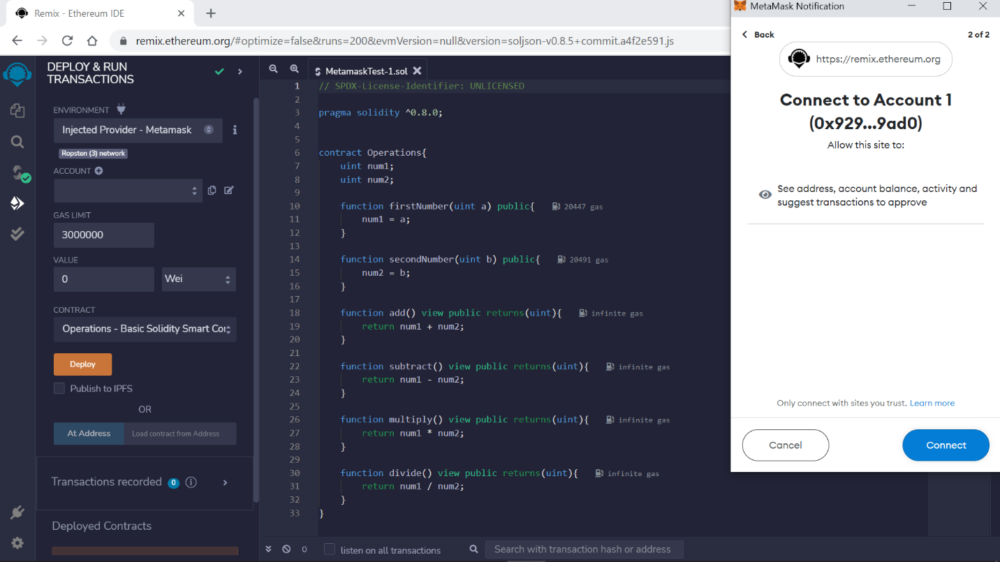 Remix - Ethereum IDE
remix.ethereum.org/#optimize=false&runs=200&evmVersion=null&version=soljson-v0.8.5+commit.a4f2e591.js
DEPLOY & RUN
TRANSACTIONS
ENVIRONMENT
Injected Provider - Metamask
Ropsten (3) network
ACCOUNT
GAS LIMIT
3000000
VALUE
0
Wei
CONTRACT
Operations - Basic Solidity Smart Cor
Deploy
Publish to IPFS
OR
At Address
Load contract from Address
Transactions recorded 0
Deployed Contracts
MetamaskTest-1.sol
1 // SPDX-License-Identifier: UNLICENSED
2
3 pragma solidity ^0.8.0;
4
5
6 contract Operations{
7 uint num1;
8 uint num2;
9
10 function firstNumber(uint a) public{ 20447 gas
11 num1 = a;
12 }
13
14 function secondNumber(uint b) public{ 20491 gas
15 num2 = b;
16 }
17
18 function add() view public returns(uint){ infinite gas
19 return num1 + num2;
20 }
21
22 function subtract() view public returns(uint){ infinite gas
23 return num1 - num2;
24 }
25
26 function multiply() view public returns(uint){ infinite gas
27 return num1 * num2;
28 }
29
30 function divide() view public returns(uint){ infinite gas
31 return num1 / num2;
32 }
33 }
0
listen on all transactions
Search with transaction hash or address
MetaMask Notification
Back
2 of 2
https://remix.ethereum.org
Connect to Account 1
(0x929...9ad0)
Allow this site to:
See address, account balance, activity and
suggest transactions to approve
Only connect with sites you trust. Learn more
Cancel
Connect